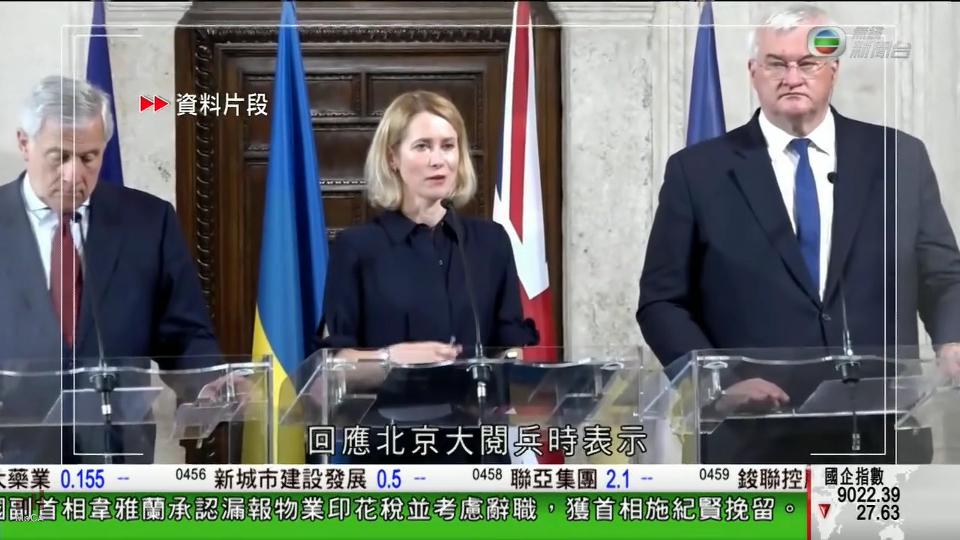 無綫
新聞台
資料片段
回應北京大閱兵時表示
大藥業 0.155 -- 0456 新城市建設發展 0.5 -- 0458 聯亞集團 2.1 -- 0459 鋑聯控
國企指數
9022.39
27.63
副首相韋雅蘭承認漏報物業印花稅並考慮辭職，獲首相施紀賢挽留。